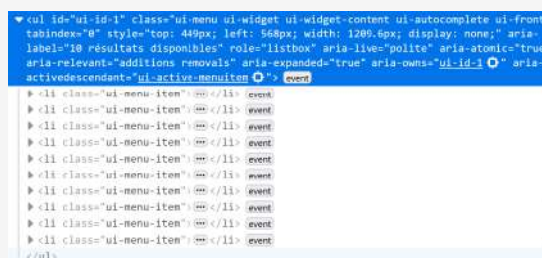 <ul id="ui-id-1" class="ui-menu ui-widget ui-widget-content ui-autocomplete ui-front
tabindex="0" style="top: 449px; left: 568px; width: 1209.6px; display: none;" aria-
label="10 résultats disponibles" role="listbox" aria-live="polite" aria-atomic="true
aria-relevant="additions removals" aria-expanded="true" aria-owns="ui-id-1" aria-
activedescendant="ui-active-menuitem"> event
<li class="ui-menu-item"> ... </li> event
<li class="ui-menu-item"> ... </li> event
<li class="ui-menu-item"> ... </li> event
<li class="ui-menu-item"> ... </li> event
<li class="ui-menu-item"> ... </li> event
<li class="ui-menu-item"> ... </li> event
<li class="ui-menu-item"> ... </li> event
<li class="ui-menu-item"> ... </li> event
<li class="ui-menu-item"> ... </li> event
<li class="ui-menu-item"> ... </li> event
</ul>